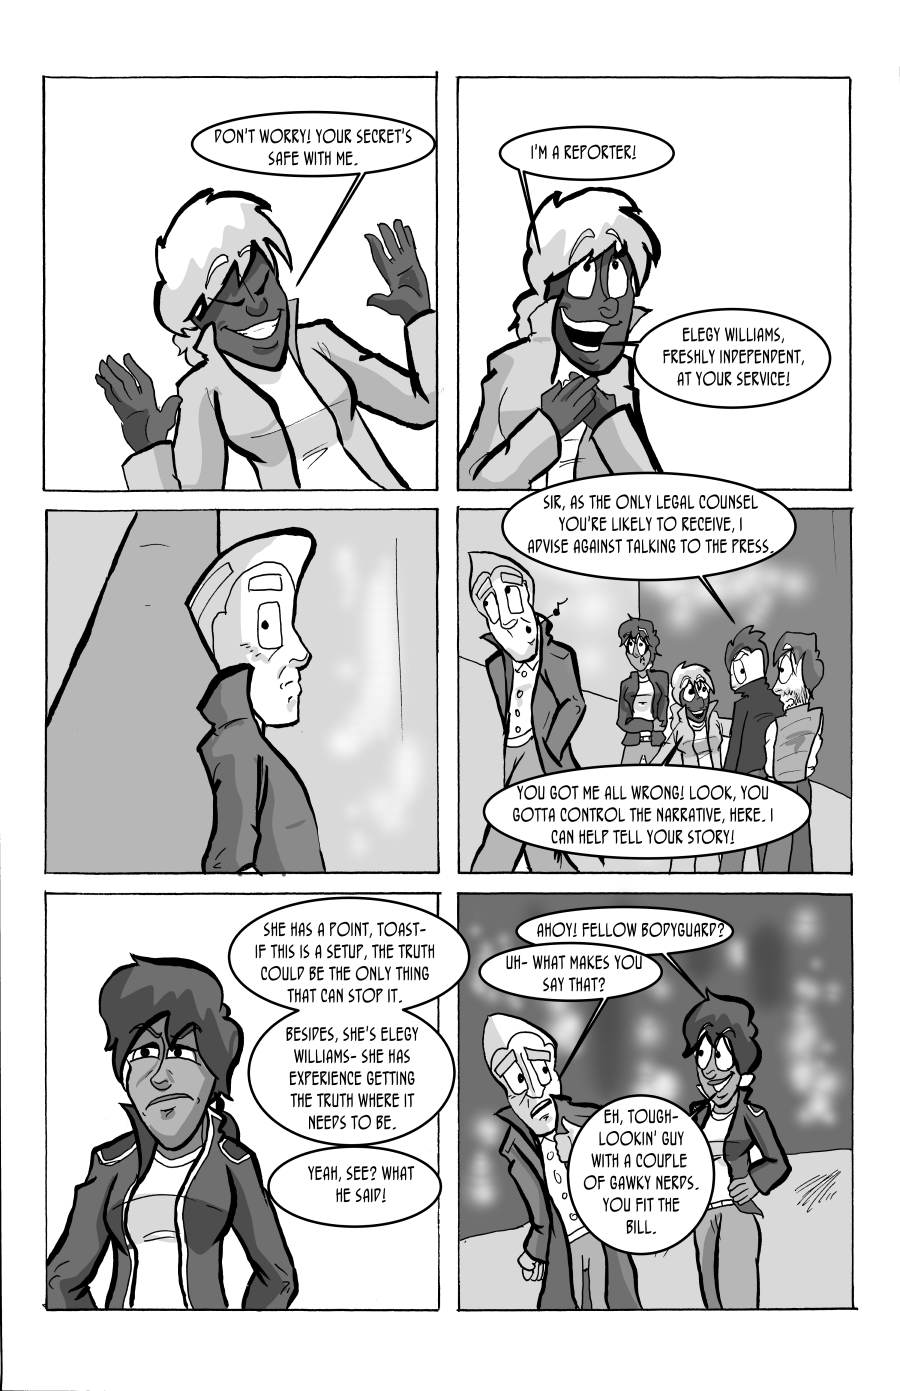 DON'T WORRY! YOUR SECRET'S
SAFE WITH ME.
I'M A REPORTER!
ELEGY WILLIAMS,
FRESHLY INDEPENDENT,
AT YOUR SERVICE!
SIR, AS THE ONLY LEGAL COUNSEL
YOU'RE LIKELY TO RECEIVE, I
ADVISE AGAINST TALKING TO THE PRESS.
YOU GOT ME ALL WRONG! LOOK, YOU
GOTTA CONTROL THE NARRATIVE, HERE. I
CAN HELP TELL YOUR STORY!
SHE HAS A POINT, TOAST-
IF THIS IS A SETUP, THE TRUTH
COULD BE THE ONLY THING
THAT CAN STOP IT.
BESIDES, SHE'S ELEGY
WILLIAMS- SHE HAS
EXPERIENCE GETTING
THE TRUTH WHERE IT
NEEDS TO BE.
YEAH, SEE? WHAT
HE SAID!
AHOY! FELLOW BODYGUARD?
UH- WHAT MAKES YOU
SAY THAT?
EH, TOUGH-
LOOKIN' GUY
WITH A COUPLE
OF GAWKY NERDS.
YOU FIT THE
BILL.